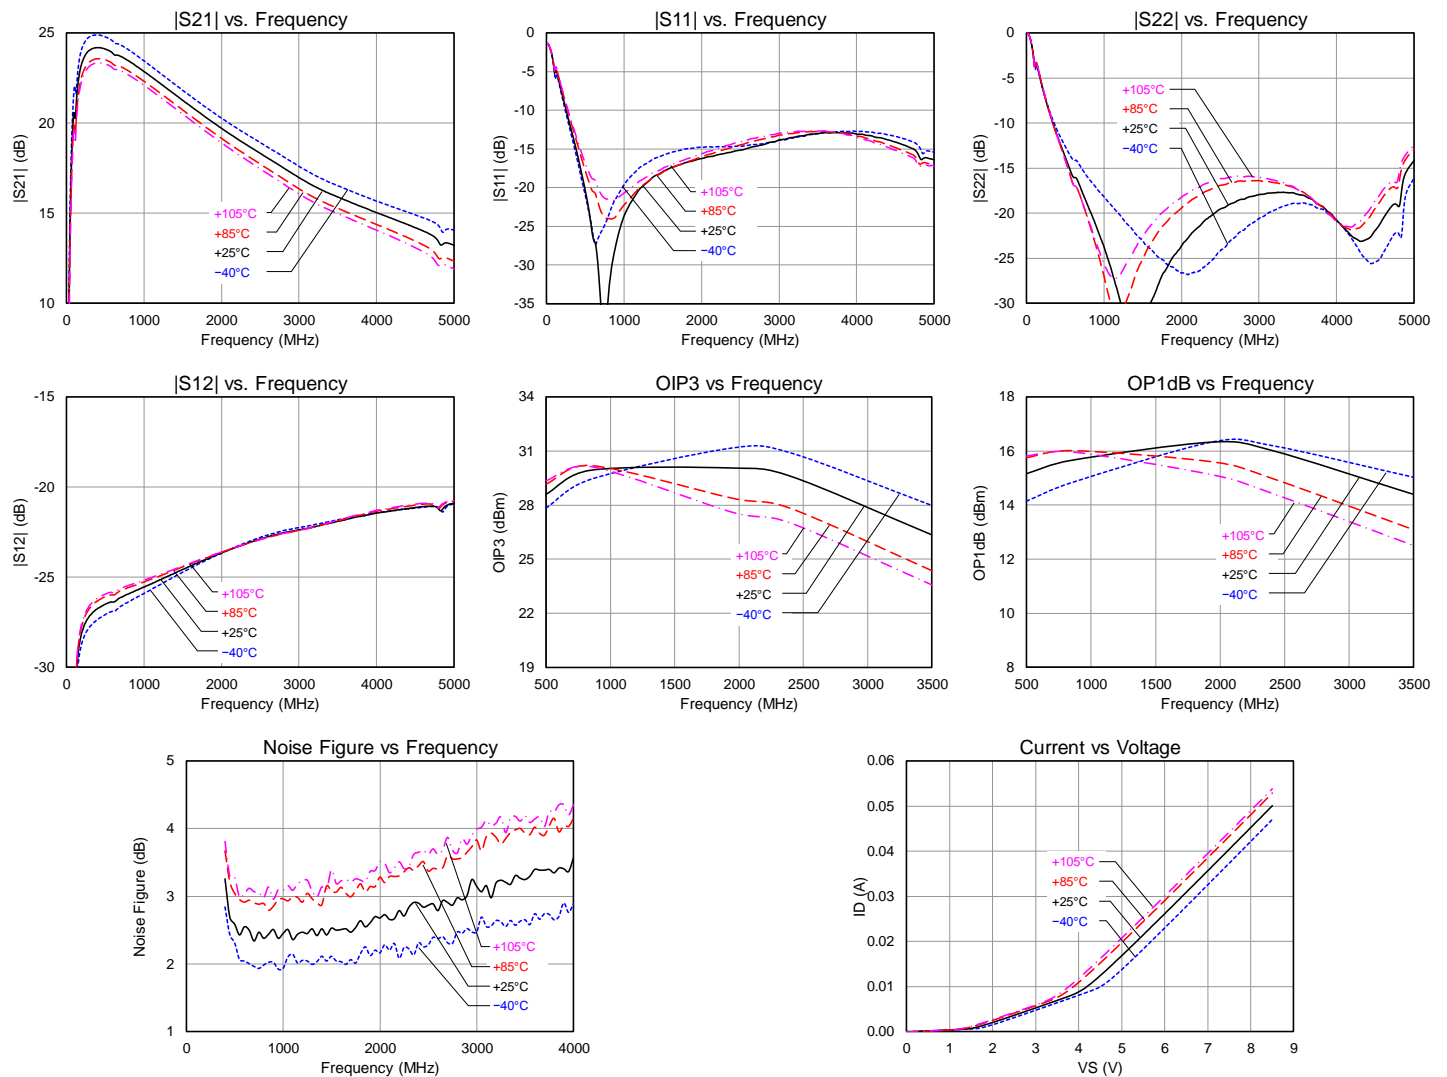 |S21| vs. Frequency
25
20
15
10
|S21| (dB)
+105°C
+85°C
+25°C
−40°C
0 1000 2000 3000 4000 5000
Frequency (MHz)
|S11| vs. Frequency
0
-5
-10
-15
-20
-25
-30
-35
|S11| (dB)
+105°C
+85°C
+25°C
−40°C
0 1000 2000 3000 4000 5000
Frequency (MHz)
|S22| vs. Frequency
0
-5
-10
-15
-20
-25
-30
|S22| (dB)
+105°C
+85°C
+25°C
−40°C
0 1000 2000 3000 4000 5000
Frequency (MHz)
|S12| vs. Frequency
-15
-20
-25
-30
|S12| (dB)
+105°C
+85°C
+25°C
−40°C
0 1000 2000 3000 4000 5000
Frequency (MHz)
OIP3 vs Frequency
34
31
28
25
22
19
OIP3 (dBm)
+105°C
+85°C
+25°C
−40°C
500 1000 1500 2000 2500 3000 3500
Frequency (MHz)
OP1dB vs Frequency
18
16
14
12
10
8
OP1dB (dBm)
+105°C
+85°C
+25°C
−40°C
500 1000 1500 2000 2500 3000 3500
Frequency (MHz)
Noise Figure vs Frequency
5
4
3
2
1
Noise Figure (dB)
+105°C
+85°C
+25°C
−40°C
0 1000 2000 3000 4000
Frequency (MHz)
Current vs Voltage
0.06
0.05
0.04
0.03
0.02
0.01
0.00
ID (A)
+105°C
+85°C
+25°C
−40°C
0 1 2 3 4 5 6 7 8 9
VS (V)